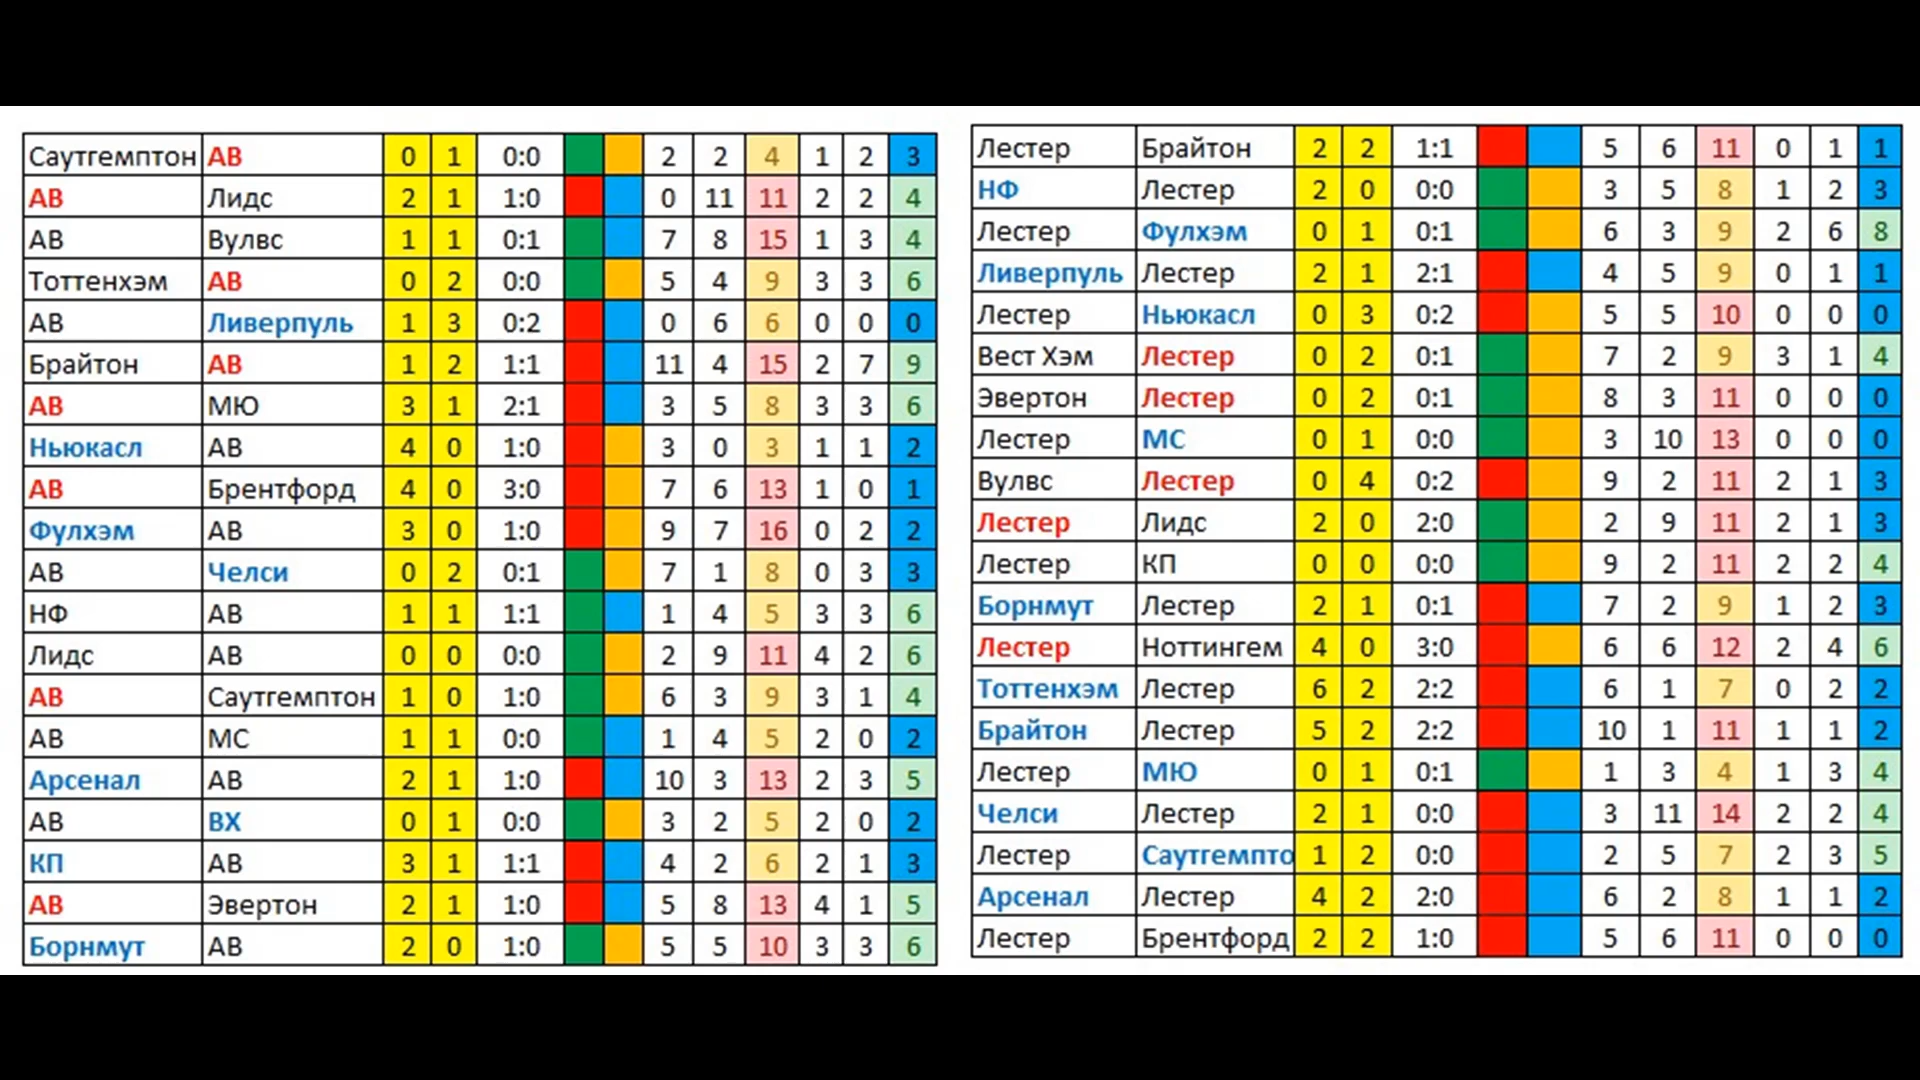 Саутгемптон АВ 0 1 0:0 2 2 4 1 2 3
АВ Лидс 2 1 1:0 0 11 11 2 2 4
АВ Вулвс 1 1 0:1 7 8 15 1 3 4
Тоттенхэм АВ 0 2 0:0 5 4 9 3 3 6
АВ Ливерпуль 1 3 0:2 0 6 6 0 0 0
Брайтон АВ 1 2 1:1 11 4 15 2 7 9
АВ МЮ 3 1 2:1 3 5 8 3 3 6
Ньюкасл АВ 4 0 1:0 3 0 3 1 1 2
АВ Брентфорд 4 0 3:0 7 6 13 1 0 1
Фулхэм АВ 3 0 1:0 9 7 16 0 2 2
АВ Челси 0 2 0:1 7 1 8 0 3 3
НФ АВ 1 1 1:1 1 4 5 3 3 6
Лидс АВ 0 0 0:0 2 9 11 4 2 6
АВ Саутгемптон 1 0 1:0 6 3 9 3 1 4
АВ МС 1 1 0:0 1 4 5 2 0 2
Арсенал АВ 2 1 1:0 10 3 13 2 3 5
АВ ВХ 0 1 0:0 3 2 5 2 0 2
КП АВ 3 1 1:1 4 2 6 2 1 3
АВ Эвертон 2 1 1:0 5 8 13 4 1 5
Борнмут АВ 2 0 1:0 5 5 10 3 3 6
Лестер Брайтон 2 2 1:1 5 6 11 0 1 1
НФ Лестер 2 0 0:0 3 5 8 1 2 3
Лестер Фулхэм 0 1 0:1 6 3 9 2 6 8
Ливерпуль Лестер 2 1 2:1 4 5 9 0 1 1
Лестер Ньюкасл 0 3 0:2 5 5 10 0 0 0
Вест Хэм Лестер 0 2 0:1 7 2 9 3 1 4
Эвертон Лестер 0 2 0:1 8 3 11 0 0 0
Лестер МС 0 1 0:0 3 10 13 0 0 0
Вулвс Лестер 0 4 0:2 9 2 11 2 1 3
Лестер Лидс 2 0 2:0 2 9 11 2 1 3
Лестер КП 0 0 0:0 9 2 11 2 2 4
Борнмут Лестер 2 1 0:1 7 2 9 1 2 3
Лестер Ноттингем 4 0 3:0 6 6 12 2 4 6
Тоттенхэм Лестер 6 2 2:2 6 1 7 0 2 2
Брайтон Лестер 5 2 2:2 10 1 11 1 1 2
Лестер МЮ 0 1 0:1 1 3 4 1 3 4
Челси Лестер 2 1 0:0 3 11 14 2 2 4
Лестер Саутгемпто 1 2 0:0 2 5 7 2 3 5
Арсенал Лестер 4 2 2:0 6 2 8 1 1 2
Лестер Брентфорд 2 2 1:0 5 6 11 0 0 0